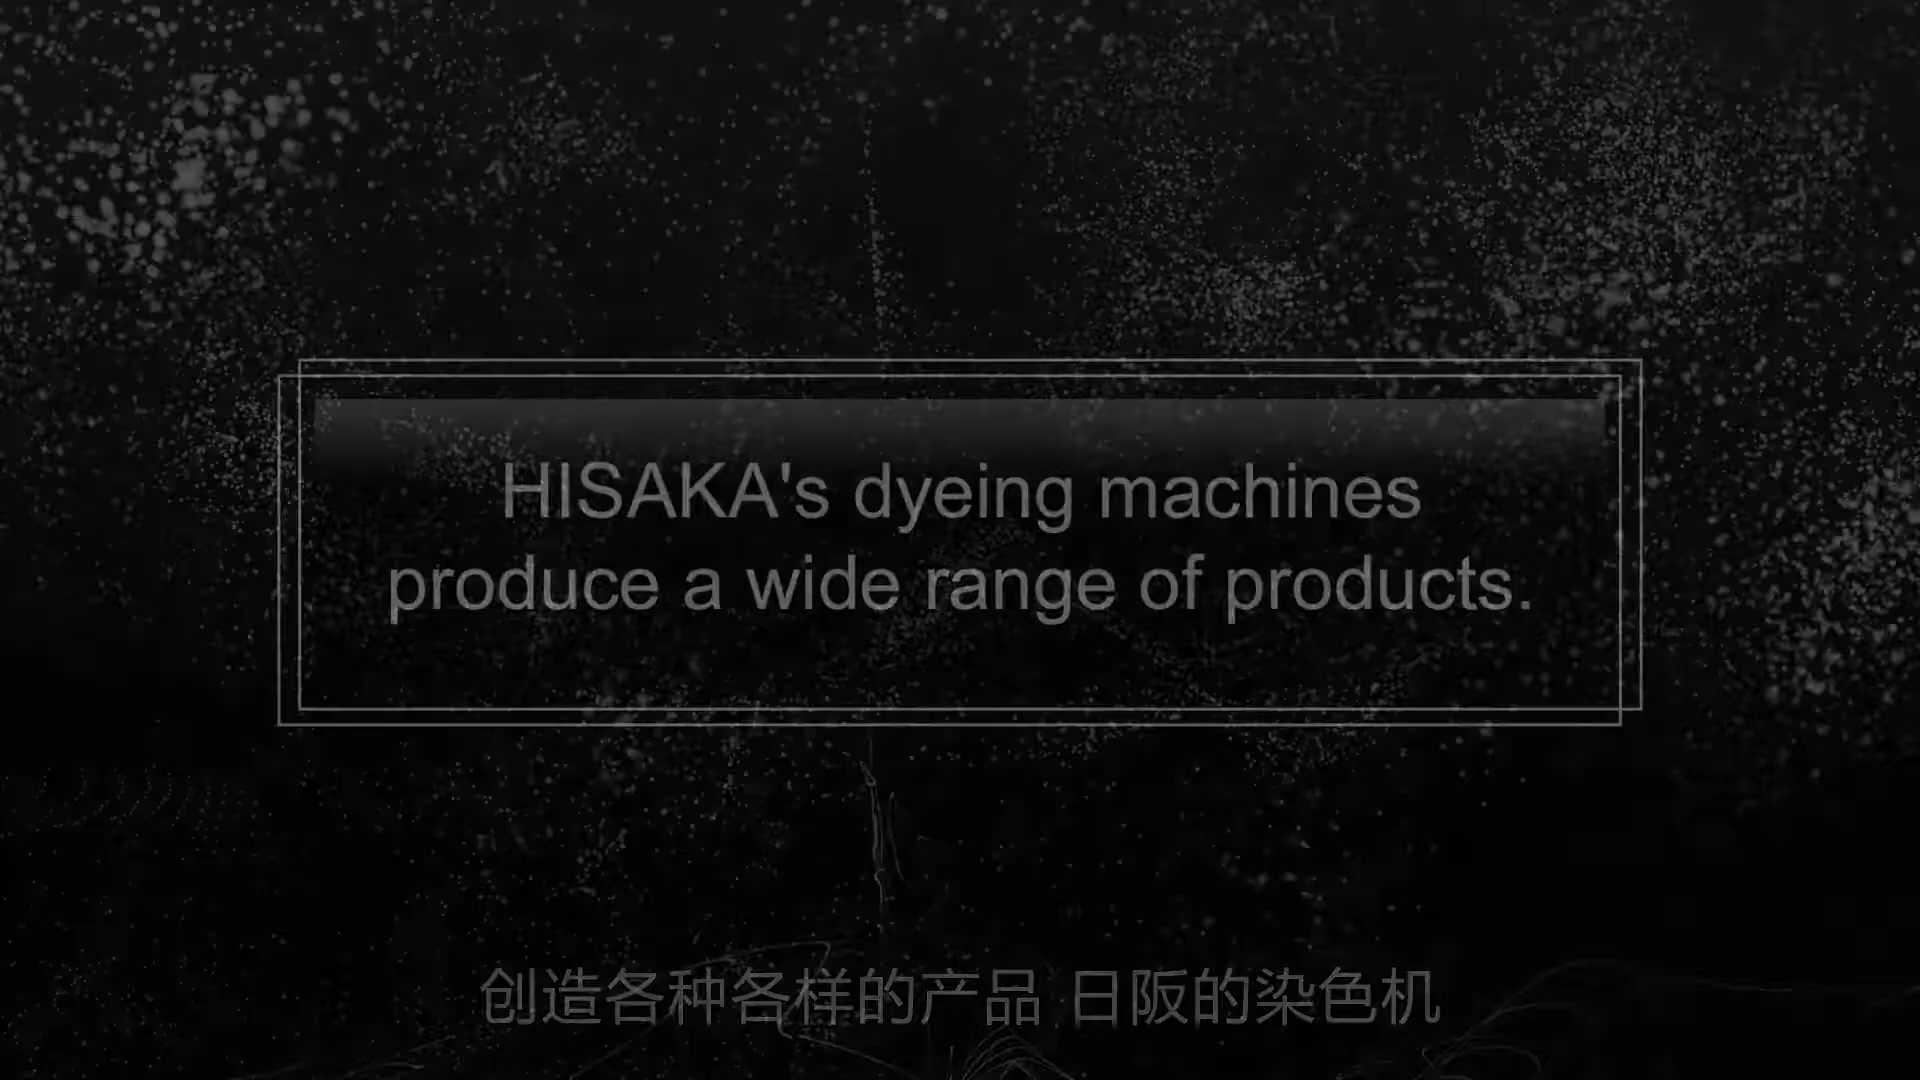 HISAKA's dyeing machines
produce a wide range of products.
创造各种各样的产品 日阪的染色机